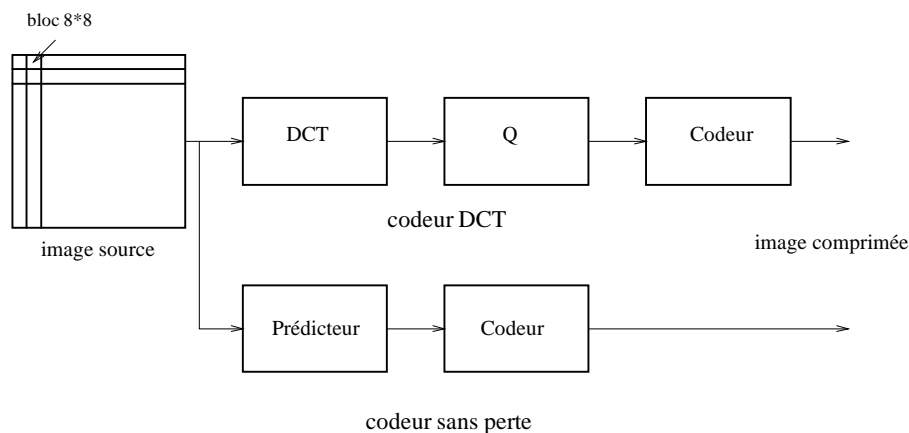 bloc 8*8
DCT
Q
Codeur
codeur DCT
image source
image comprimée
Prédicteur
Codeur
codeur sans perte